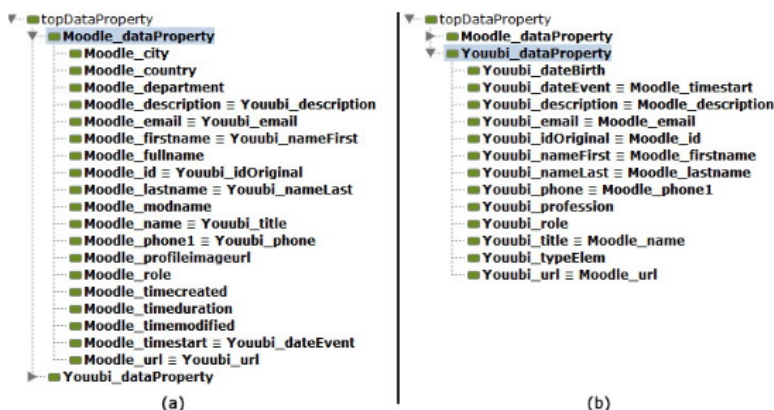 topDataProperty
Moodle_dataProperty
Moodle_city
Moodle_country
Moodle_department
Moodle_description ≡ Youubi_description
Moodle_email ≡ Youubi_email
Moodle_firstname ≡ Youubi_nameFirst
Moodle_fullname
Moodle_id ≡ Youubi_idOriginal
Moodle_lastname ≡ Youubi_nameLast
Moodle_modname
Moodle_name ≡ Youubi_title
Moodle_phone1 ≡ Youubi_phone
Moodle_profileimageurl
Moodle_role
Moodle_timecreated
Moodle_timeduration
Moodle_timemodified
Moodle_timestart ≡ Youubi_dateEvent
Moodle_url ≡ Youubi_url
Youubi_dataProperty
(a)
topDataProperty
Moodle_dataProperty
Youubi_dataProperty
Youubi_dateBirth
Youubi_dateEvent ≡ Moodle_timestart
Youubi_description ≡ Moodle_description
Youubi_email ≡ Moodle_email
Youubi_idOriginal ≡ Moodle_id
Youubi_nameFirst ≡ Moodle_firstname
Youubi_nameLast ≡ Moodle_lastname
Youubi_phone ≡ Moodle_phone1
Youubi_profession
Youubi_role
Youubi_title ≡ Moodle_name
Youubi_typeElem
Youubi_url ≡ Moodle_url
(b)